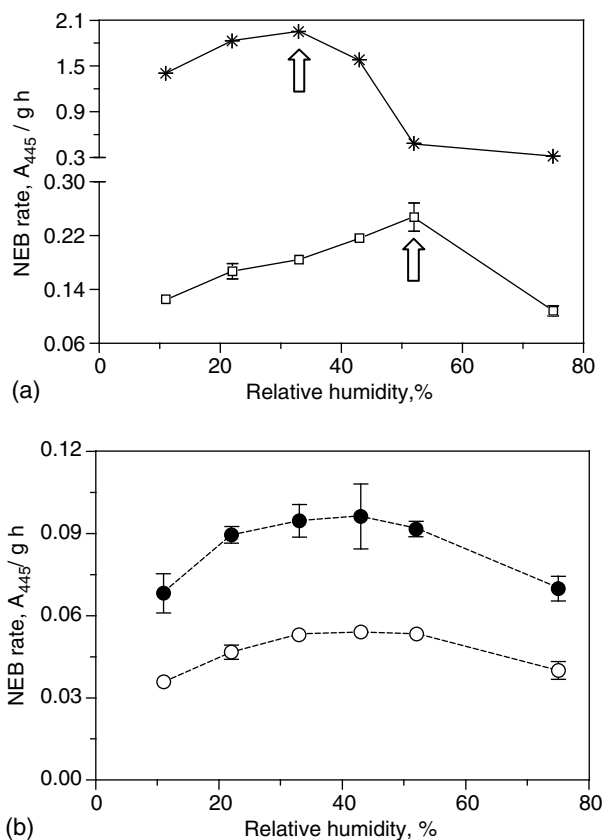 2.1
1.5
0.9
0.3
0.30
0.22
0.14
0.06
NEB rate, A445 / g h
0 20 40 60 80
Relative humidity,%
(a)
0.12
0.09
0.06
0.03
0.00
NEB rate, A445/ g h
0 20 40 60 80
Relative humidity, %
(b)